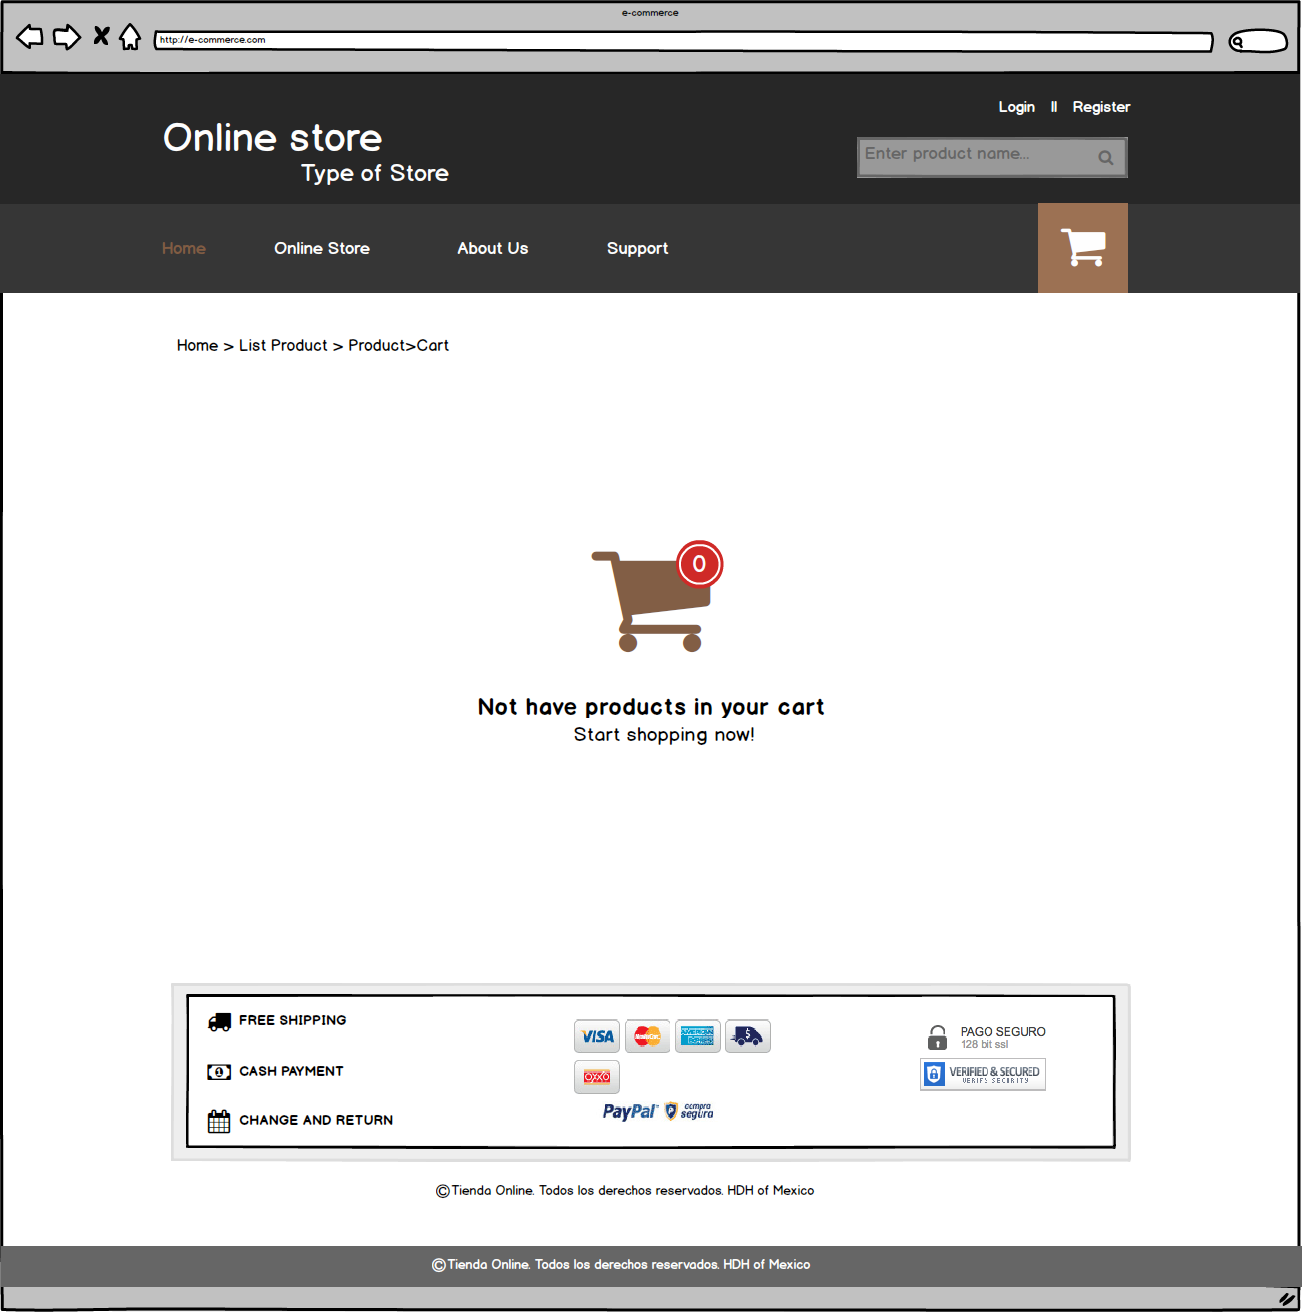 e-commerce
http://e-commerce.com
Login || Register
Online store
Type of Store
Enter product name...
Home Online Store About Us Support
Home > List Product > Product>Cart
0
Not have products in your cart
Start shopping now!
FREE SHIPPING
CASH PAYMENT
CHANGE AND RETURN
VISA MasterCard AMERICAN EXPRESS $
OXXO
PayPal compra segura
PAGO SEGURO
128 bit ssl
VERIFIED & SECURED
VERIFY SECURITY
©Tienda Online. Todos los derechos reservados. HDH of Mexico
©Tienda Online. Todos los derechos reservados. HDH of Mexico